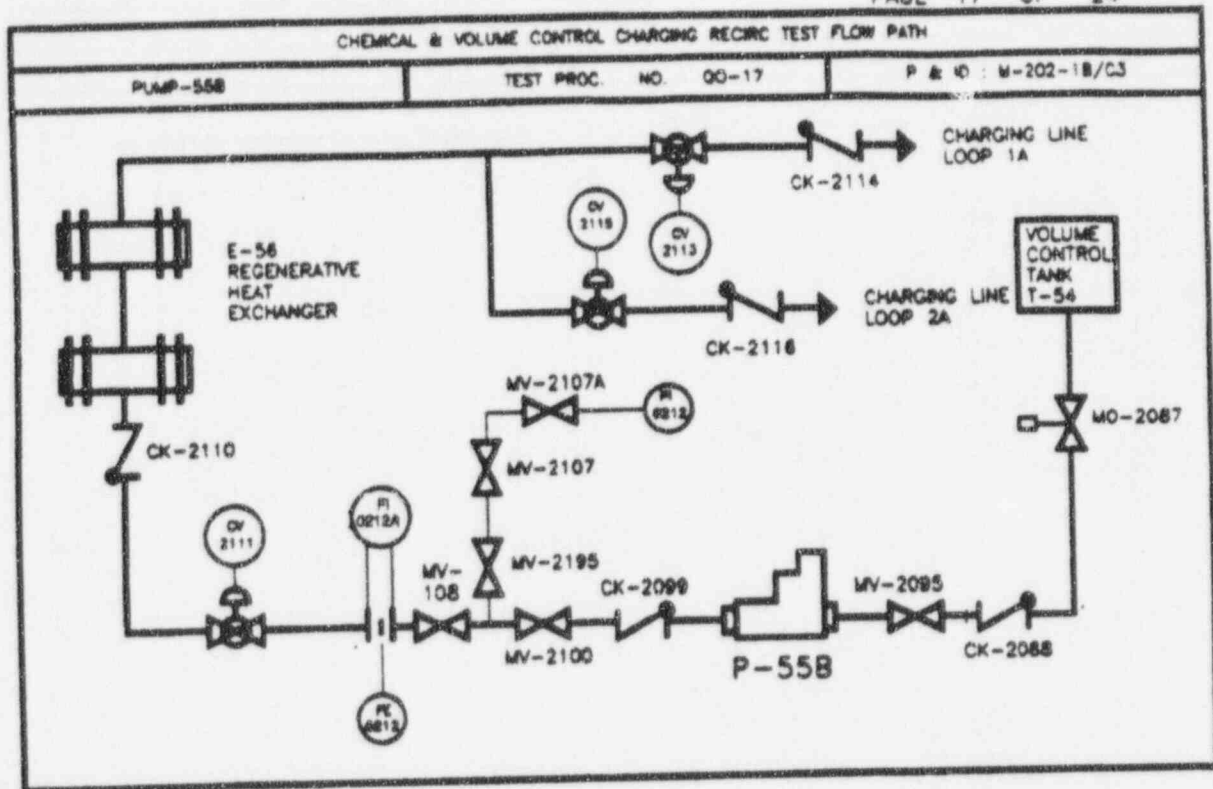 CHEMICAL & VOLUME CONTROL CHARGING RECIRC TEST FLOW PATH
PUMP-55B
TEST PROC. NO. QO-17
P & ID : M-202-1B/C3
CHARGING LINE
LOOP 1A
CK-2114
CV
2115
CV
2113
VOLUME
CONTROL
TANK
T-54
E-56
REGENERATIVE
HEAT
EXCHANGER
CHARGING LINE
LOOP 2A
CK-2116
MV-2107A
PI
0212
MO-2087
CK-2110
MV-2107
CV
2111
FI
0212A
MV-
108
MV-2195
CK-2099
MV-2095
MV-2100
P-55B
CK-2088
FE
0212